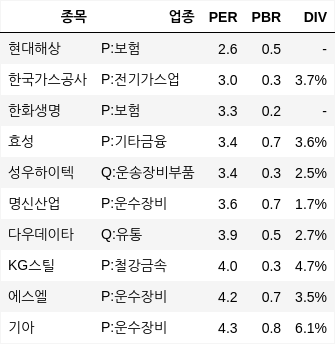 종목 업종 PER PBR DIV
현대해상 P:보험 2.6 0.5 -
한국가스공사 P:전기가스업 3.0 0.3 3.7%
한화생명 P:보험 3.3 0.2 -
효성 P:기타금융 3.4 0.7 3.6%
성우하이텍 Q:운송장비부품 3.4 0.3 2.5%
명신산업 P:운수장비 3.6 0.7 1.7%
다우데이타 Q:유통 3.9 0.5 2.7%
KG스틸 P:철강금속 4.0 0.3 4.7%
에스엘 P:운수장비 4.2 0.7 3.5%
기아 P:운수장비 4.3 0.8 6.1%